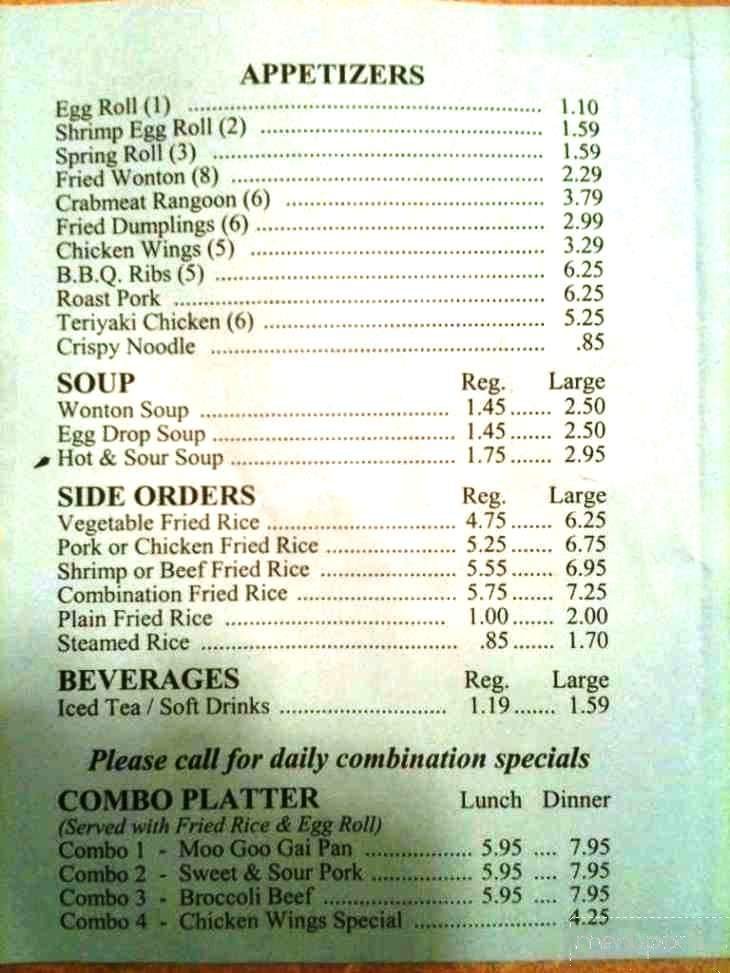 APPETIZERS
Egg Roll (1) ........ 1.10
Shrimp Egg Roll (2) ........ 1.59
Spring Roll (3) ........ 1.59
Fried Wonton (8) ........ 2.29
Crabmeat Rangoon (6) ........ 3.79
Fried Dumplings (6) ........ 2.99
Chicken Wings (5) ........ 3.29
B.B.Q. Ribs (5) ........ 6.25
Roast Pork ........ 6.25
Teriyaki Chicken (6) ........ 5.25
Crispy Noodle ........ .85
SOUP Reg. Large
Wonton Soup ........ 1.45 ....... 2.50
Egg Drop Soup ........ 1.45 ....... 2.50
Hot & Sour Soup ........ 1.75 ....... 2.95
SIDE ORDERS Reg. Large
Vegetable Fried Rice ........ 4.75 ....... 6.25
Pork or Chicken Fried Rice ........ 5.25 ....... 6.75
Shrimp or Beef Fried Rice ........ 5.55 ....... 6.95
Combination Fried Rice ........ 5.75 ....... 7.25
Plain Fried Rice ........ 1.00 ....... 2.00
Steamed Rice ........ .85 ....... 1.70
BEVERAGES Reg. Large
Iced Tea / Soft Drinks ........ 1.19 ....... 1.59
Please call for daily combination specials
COMBO PLATTER Lunch Dinner
(Served with Fried Rice & Egg Roll)
Combo 1 - Moo Goo Gai Pan ........ 5.95 .... 7.95
Combo 2 - Sweet & Sour Pork ........ 5.95 .... 7.95
Combo 3 - Broccoli Beef ........ 5.95 .... 7.95
Combo 4 - Chicken Wings Special ........ 4.25